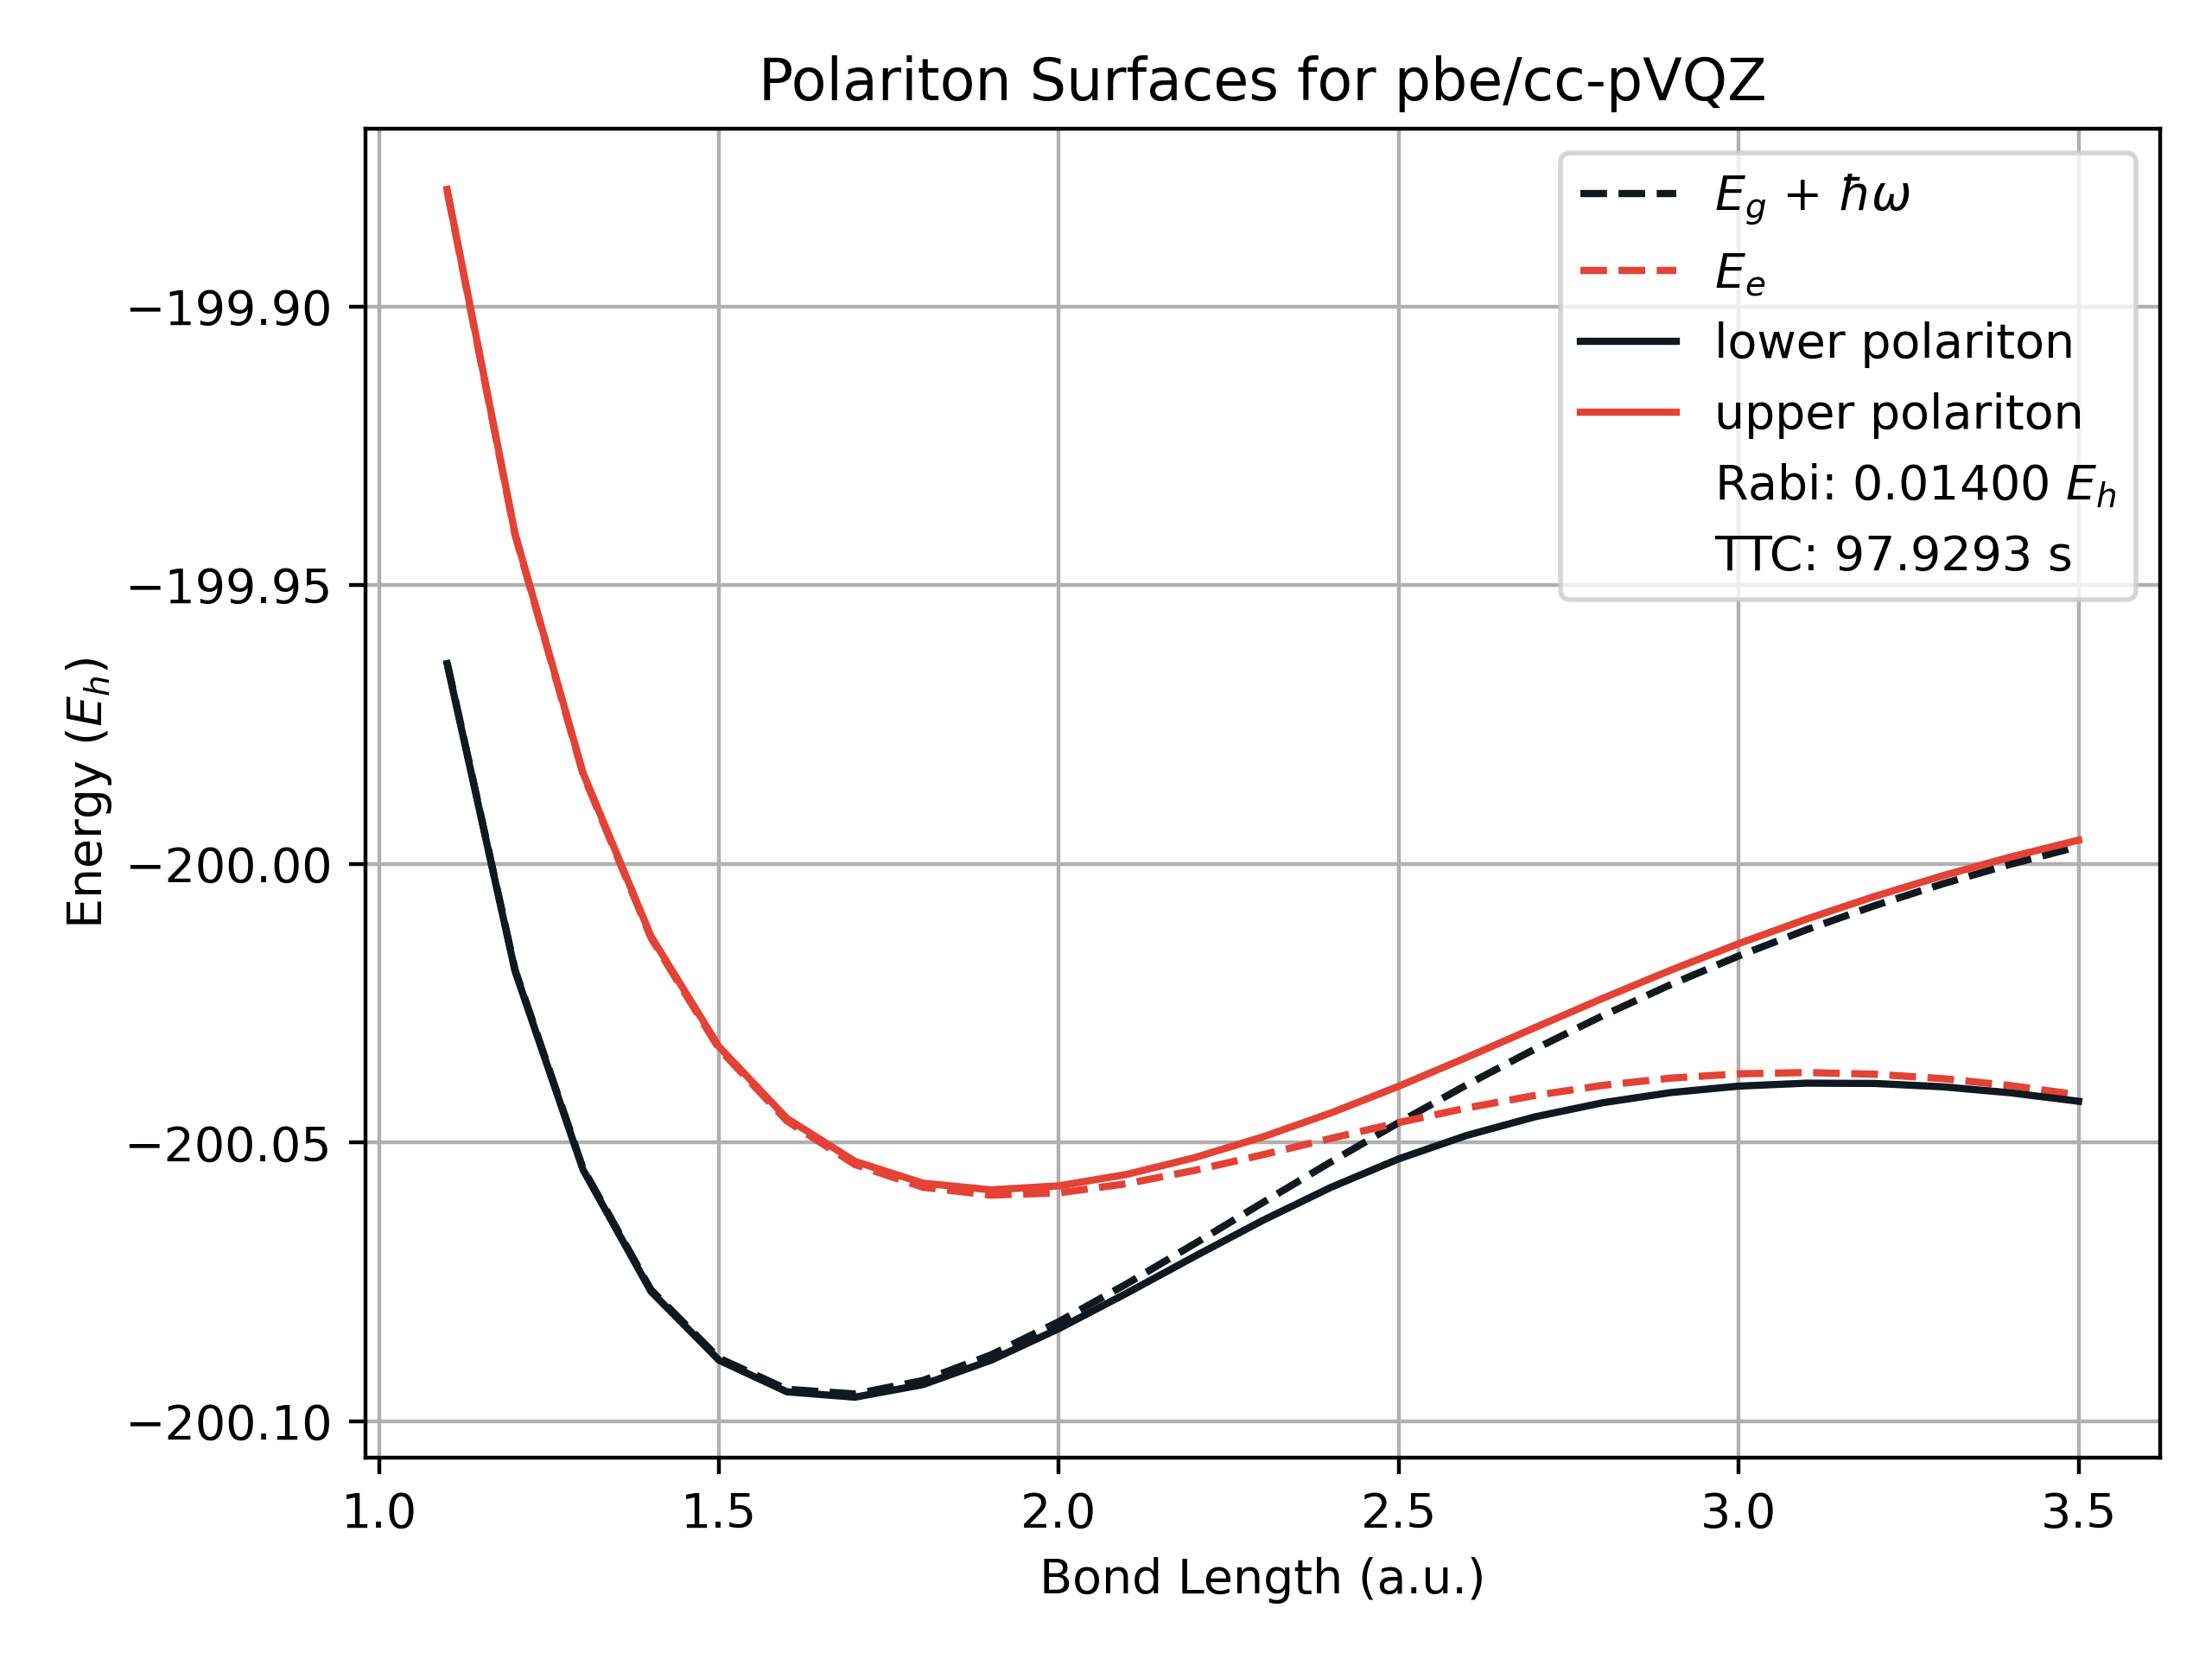 Polariton Surfaces for pbe/cc-pVQZ
E_g + ħω
E_e
lower polariton
upper polariton
Rabi: 0.01400 E_h
TTC: 97.9293 s
Energy (E_h)
−199.90
−199.95
−200.00
−200.05
−200.10
1.0 1.5 2.0 2.5 3.0 3.5
Bond Length (a.u.)